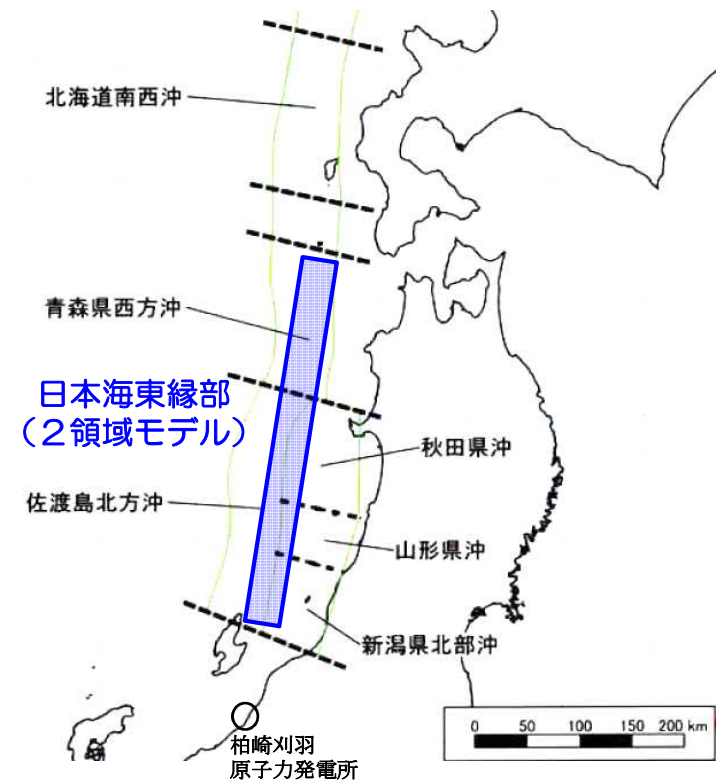 北海道南西沖
青森県西方沖
日本海東縁部
（２領域モデル）
秋田県沖
佐渡島北方沖
山形県沖
新潟県北部沖
柏崎刈羽
原子力発電所
0 50 100 150 200 km